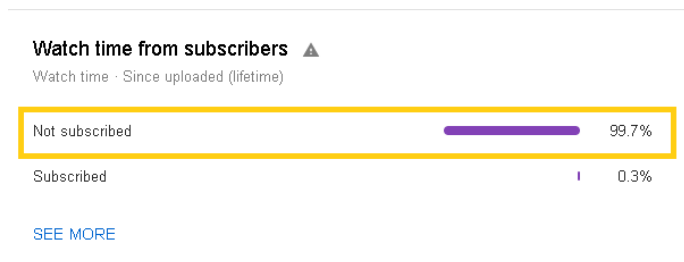 Watch time from subscribers
Watch time · Since uploaded (lifetime)
Not subscribed 99.7%
Subscribed 0.3%
SEE MORE